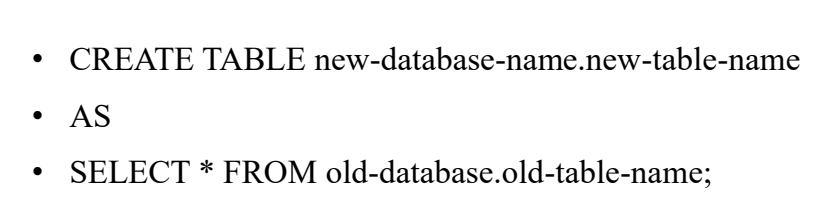 • CREATE TABLE new-database-name.new-table-name
• AS
• SELECT * FROM old-database.old-table-name;